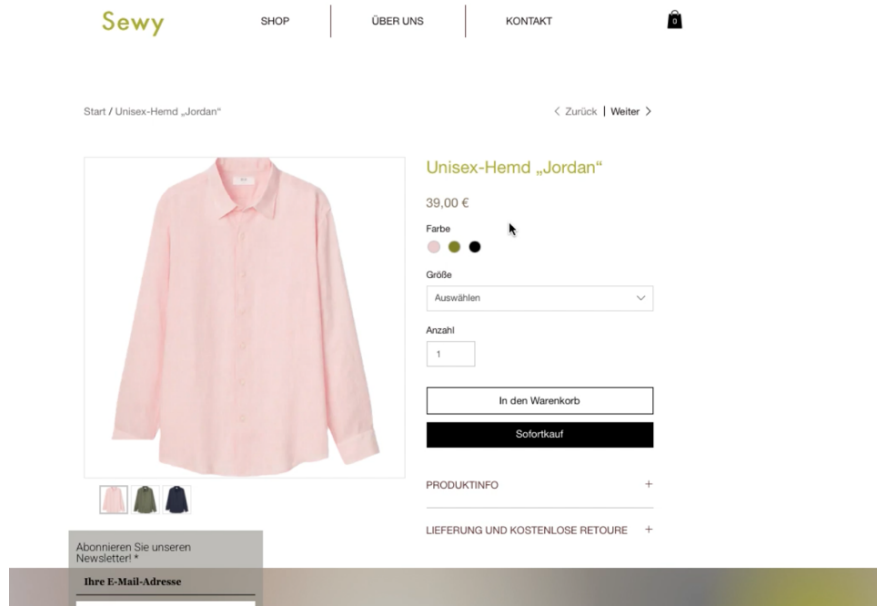 Sewy
SHOP
ÜBER UNS
KONTAKT
0
Start / Unisex-Hemd „Jordan“
Zurück | Weiter
Unisex-Hemd „Jordan“
39,00 €
Farbe
Größe
Auswählen
Anzahl
1
In den Warenkorb
Sofortkauf
PRODUKTINFO
LIEFERUNG UND KOSTENLOSE RETOURE
Abonnieren Sie unseren
Newsletter! *
Ihre E-Mail-Adresse